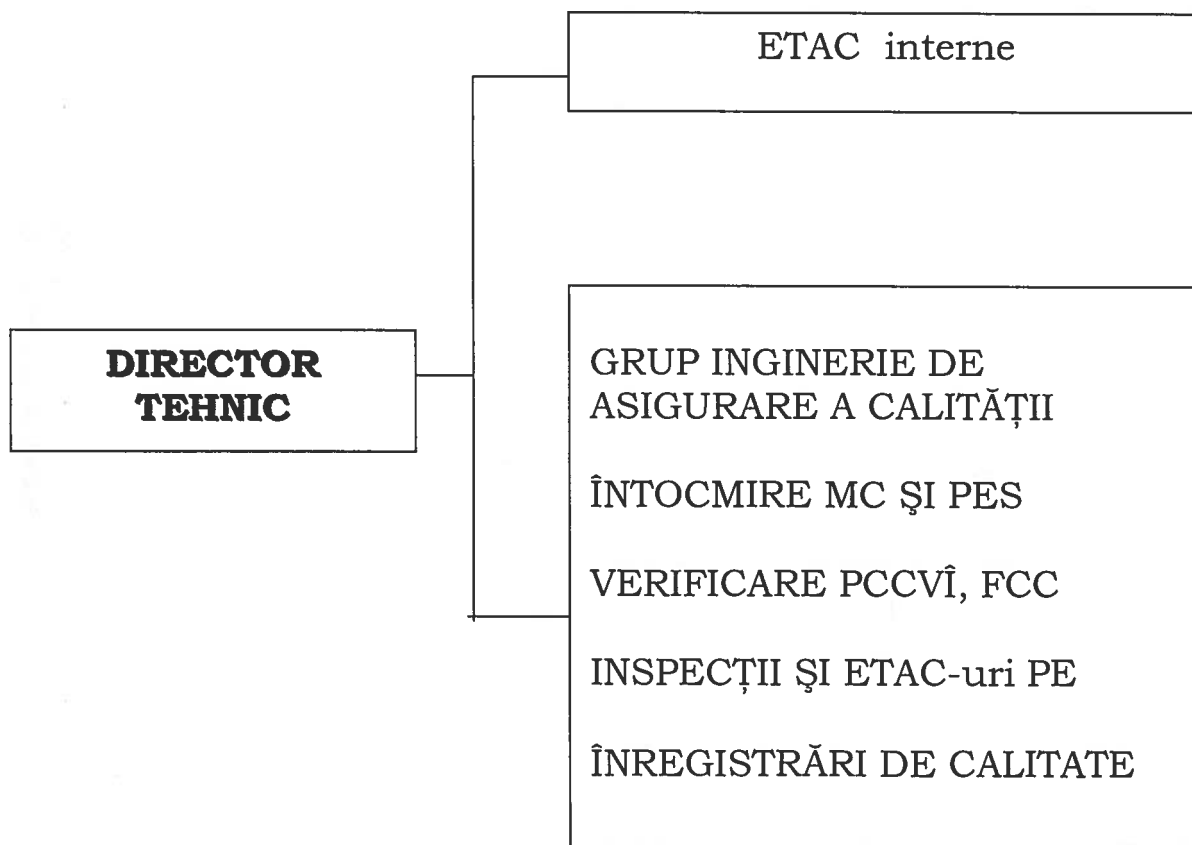 ETAC interne
DIRECTOR
TEHNIC
GRUP INGINERIE DE
ASIGURARE A CALITĂȚII
ÎNTOCMIRE MC ŞI PES
VERIFICARE PCCVÎ, FCC
INSPECȚII ŞI ETAC-uri PE
ÎNREGISTRĂRI DE CALITATE